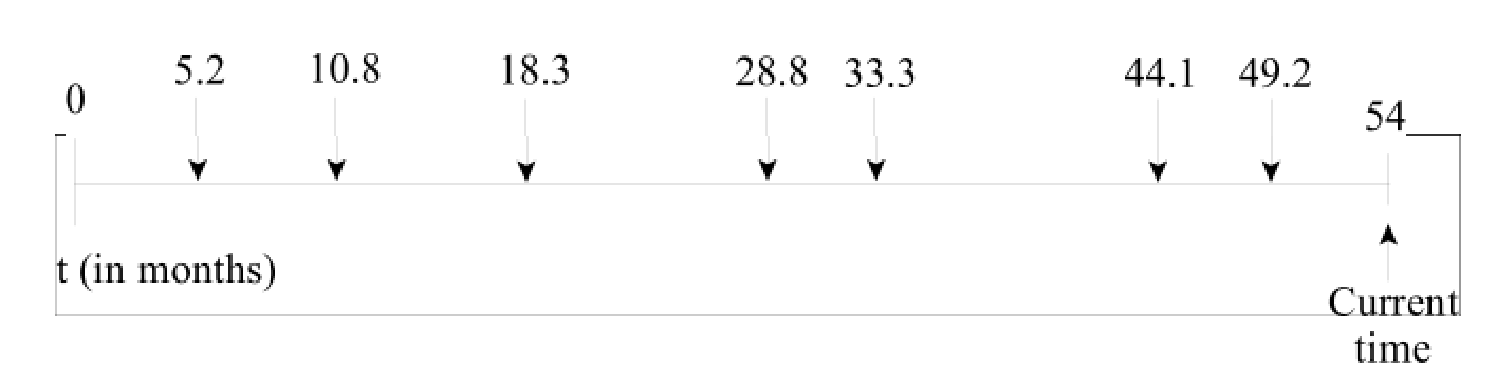 0 5.2 10.8 18.3 28.8 33.3 44.1 49.2 54
t (in months)
Current
time